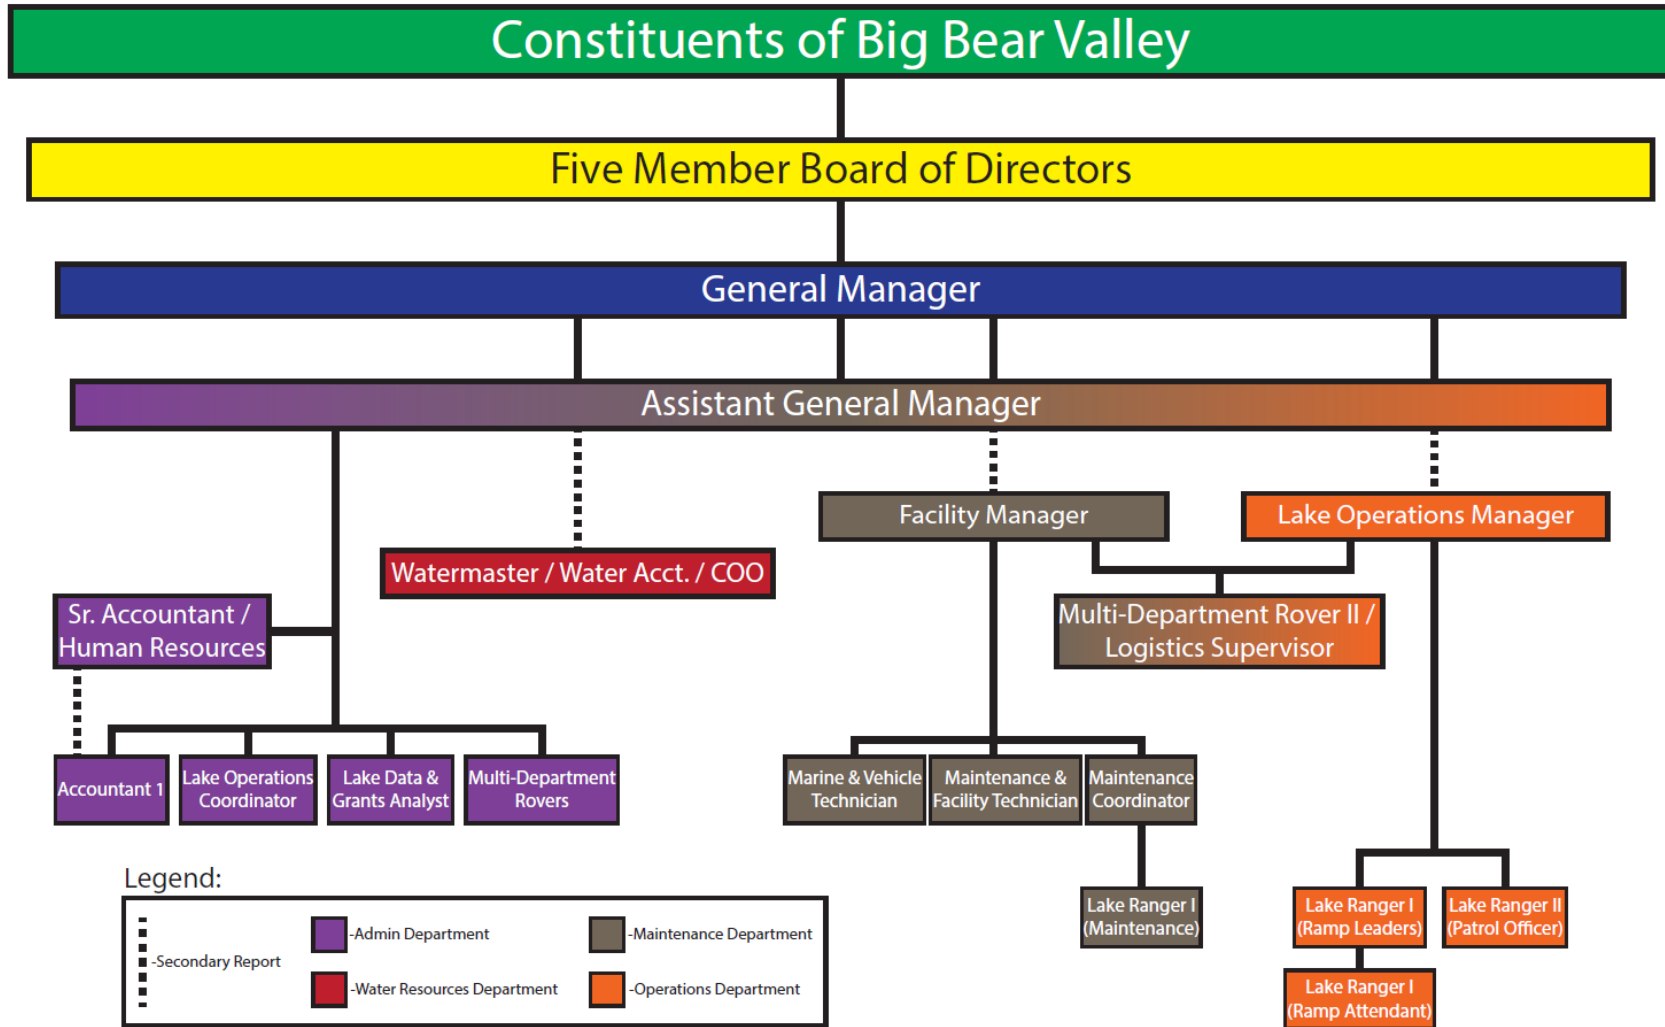 Constituents of Big Bear Valley
Five Member Board of Directors
General Manager
Assistant General Manager
Facility Manager
Lake Operations Manager
Watermaster / Water Acct. / COO
Sr. Accountant /
Human Resources
Multi-Department Rover II /
Logistics Supervisor
Accountant 1
Lake Operations
Coordinator
Lake Data &
Grants Analyst
Multi-Department
Rovers
Marine & Vehicle
Technician
Maintenance &
Facility Technician
Maintenance
Coordinator
Lake Ranger I
(Maintenance)
Lake Ranger I
(Ramp Leaders)
Lake Ranger II
(Patrol Officer)
Lake Ranger I
(Ramp Attendant)
Legend:
-Secondary Report
-Admin Department
-Maintenance Department
-Water Resources Department
-Operations Department